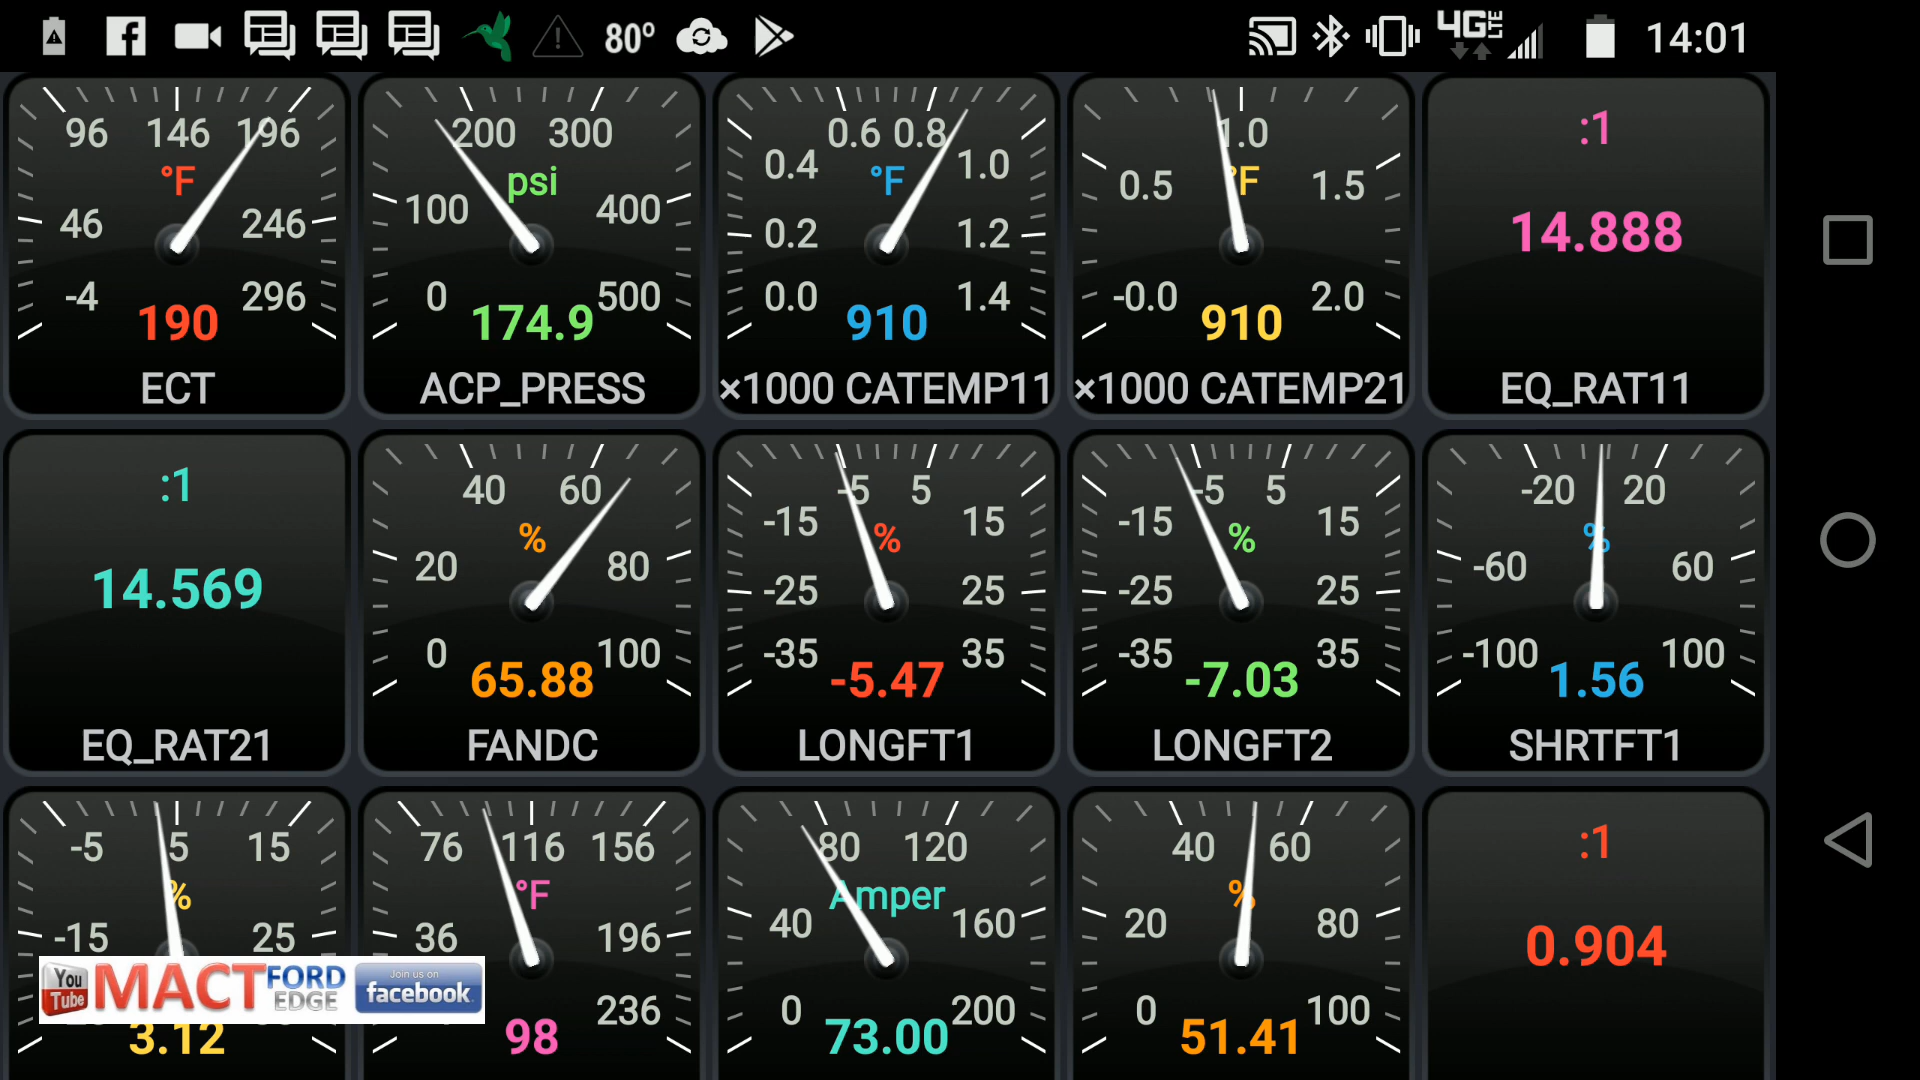 80º 4G LTE 14:01
96 146 196
°F
46 246
-4 296
190
ECT
200 300
psi
100 400
0 500
174.9
ACP_PRESS
0.6 0.8
0.4 °F 1.0
0.2 1.2
0.0 1.4
910
×1000 CATEMP11
1.0
°F
0.5 1.5
-0.0 2.0
910
×1000 CATEMP21
:1
14.888
EQ_RAT11
:1
14.569
EQ_RAT21
40 60
%
20 80
0 100
65.88
FANDC
-5 5
-15 % 15
-25 25
-35 35
-5.47
LONGFT1
-5 5
-15 % 15
-25 25
-35 35
-7.03
LONGFT2
-20 20
%
-60 60
-100 100
1.56
SHRTFT1
-5 5 15
%
-15 25
3.12
76 116 156
°F
36 196
236
98
80 120
Amper
40 160
0 200
73.00
40 60
%
20 80
0 100
51.41
:1
0.904
You Tube MACT FORD EDGE
Join us on
facebook